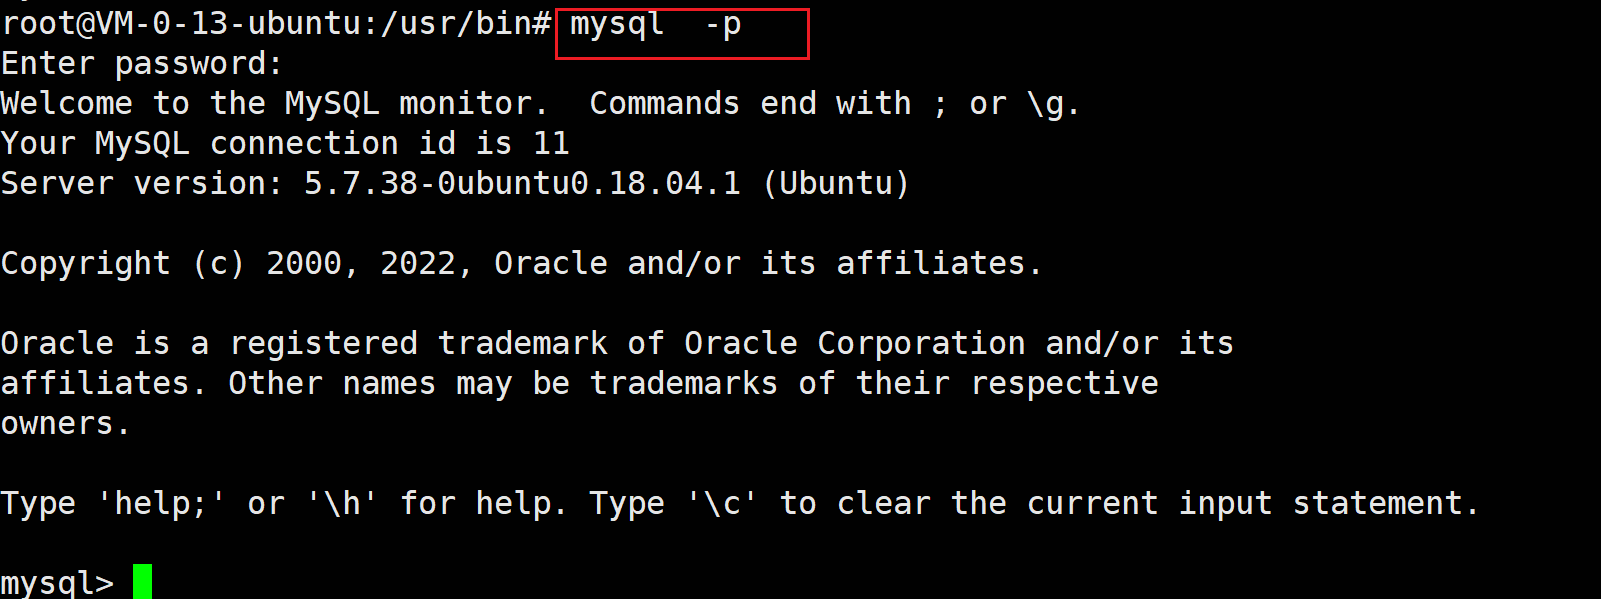 root@VM-0-13-ubuntu:/usr/bin# mysql  -p
Enter password:
Welcome to the MySQL monitor.  Commands end with ; or \g.
Your MySQL connection id is 11
Server version: 5.7.38-0ubuntu0.18.04.1 (Ubuntu)
Copyright (c) 2000, 2022, Oracle and/or its affiliates.
Oracle is a registered trademark of Oracle Corporation and/or its
affiliates. Other names may be trademarks of their respective
owners.
Type 'help;' or '\h' for help. Type '\c' to clear the current input statement.
mysql>